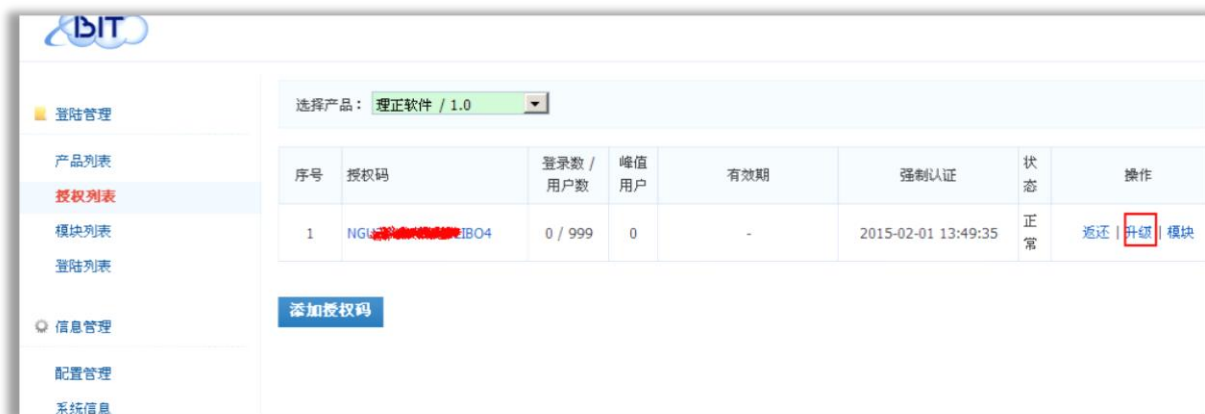 BIT
登陆管理
产品列表
授权列表
模块列表
登陆列表
信息管理
配置管理
系统信息
选择产品： 理正软件 / 1.0
序号 授权码 登录数 / 用户数 峰值用户 有效期 强制认证 状态 操作
1 NGU IBO4 0 / 999 0 - 2015-02-01 13:49:35 正常 返还 | 升级 | 模块
添加授权码